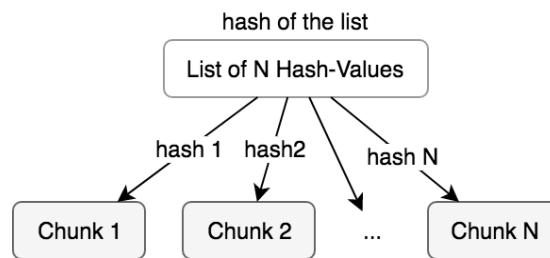 hash of the list
List of N Hash-Values
hash 1
hash2
hash N
Chunk 1
Chunk 2
...
Chunk N